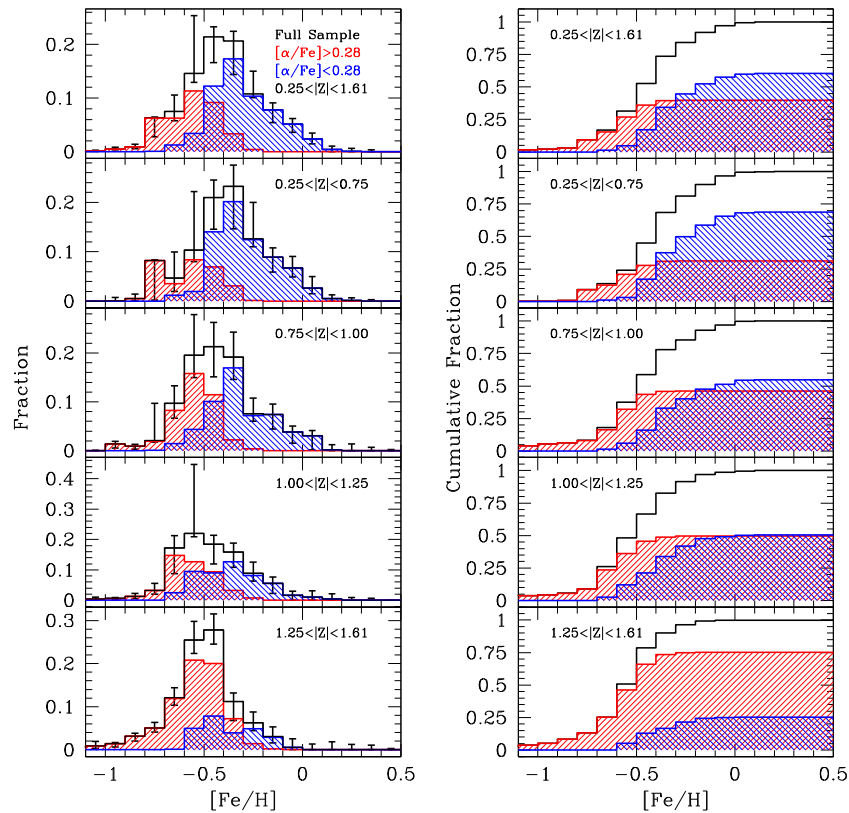 Full Sample
[α/Fe]>0.28
[α/Fe]<0.28
0.25<|Z|<1.61
0.2
0.1
0
0.25<|Z|<1.61
1
0.75
0.5
0.25
0
0.25<|Z|<0.75
0.2
0.1
0
0.25<|Z|<0.75
1
0.75
0.5
0.25
0
0.75<|Z|<1.00
0.2
0.1
0
0.75<|Z|<1.00
1
0.75
0.5
0.25
0
1.00<|Z|<1.25
0.4
0.3
0.2
0.1
0
1.00<|Z|<1.25
1
0.75
0.5
0.25
0
1.25<|Z|<1.61
0.3
0.2
0.1
0
1.25<|Z|<1.61
1
0.75
0.5
0.25
0
Fraction
Cumulative Fraction
-1 -0.5 0 0.5
-1 -0.5 0 0.5
[Fe/H]
[Fe/H]